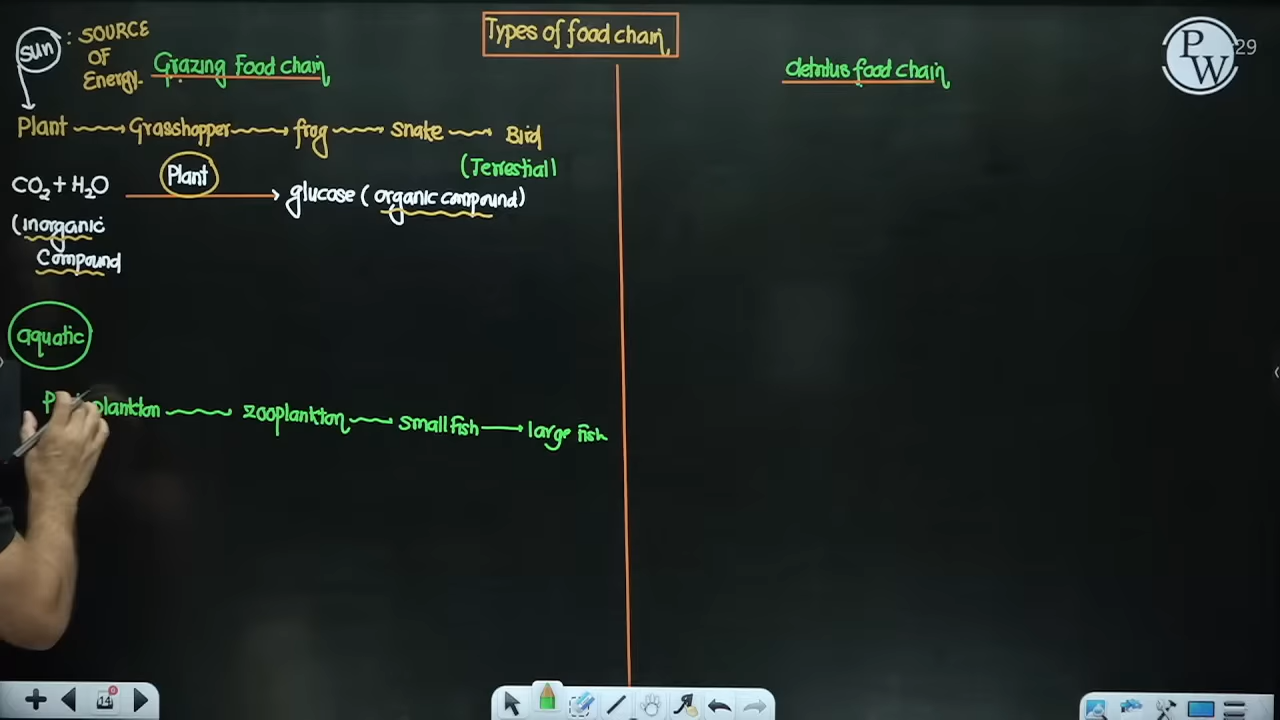 Types of food chain
Sun : SOURCE
OF
Energy.
Grazing Food chain
Plant → Grasshopper → frog → snake → Bird
(Terrestial)
CO₂ + H₂O Plant → glucose (organic compound)
(inorganic
Compound
aquatic
plankton → zooplankton → small fish → large fish
detritus food chain
PW
29
14